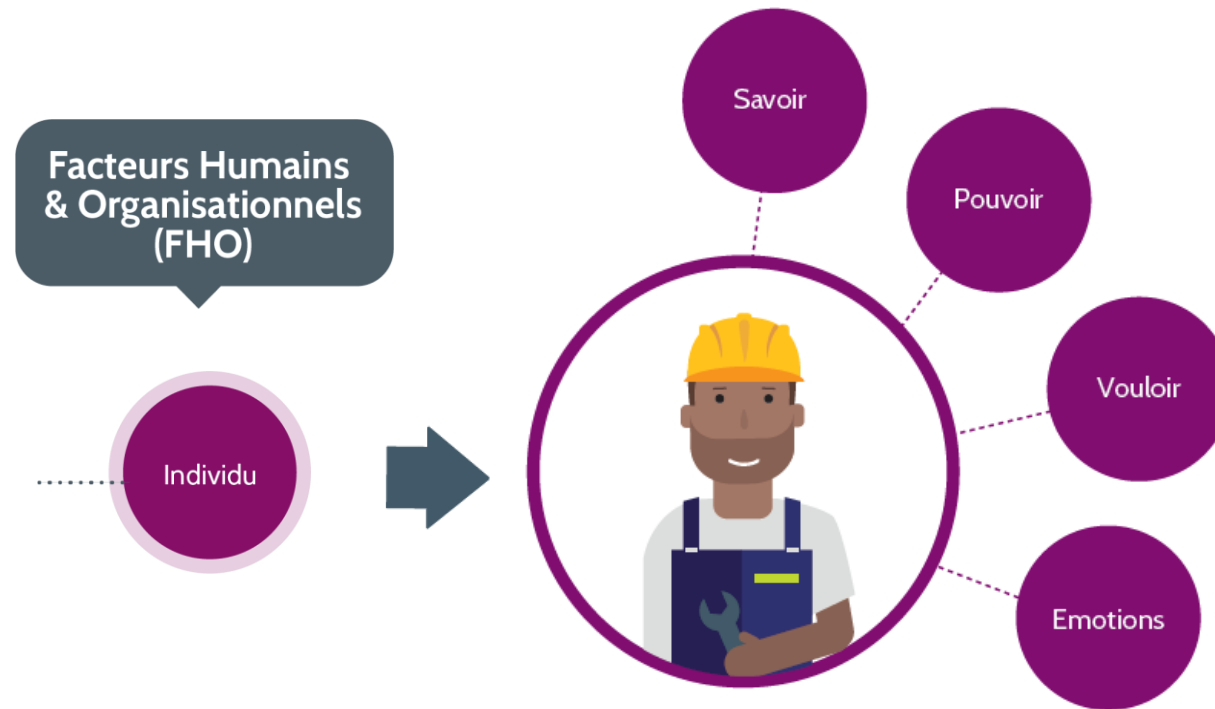 Facteurs Humains
& Organisationnels
(FHO)
Individu
Savoir
Pouvoir
Vouloir
Emotions